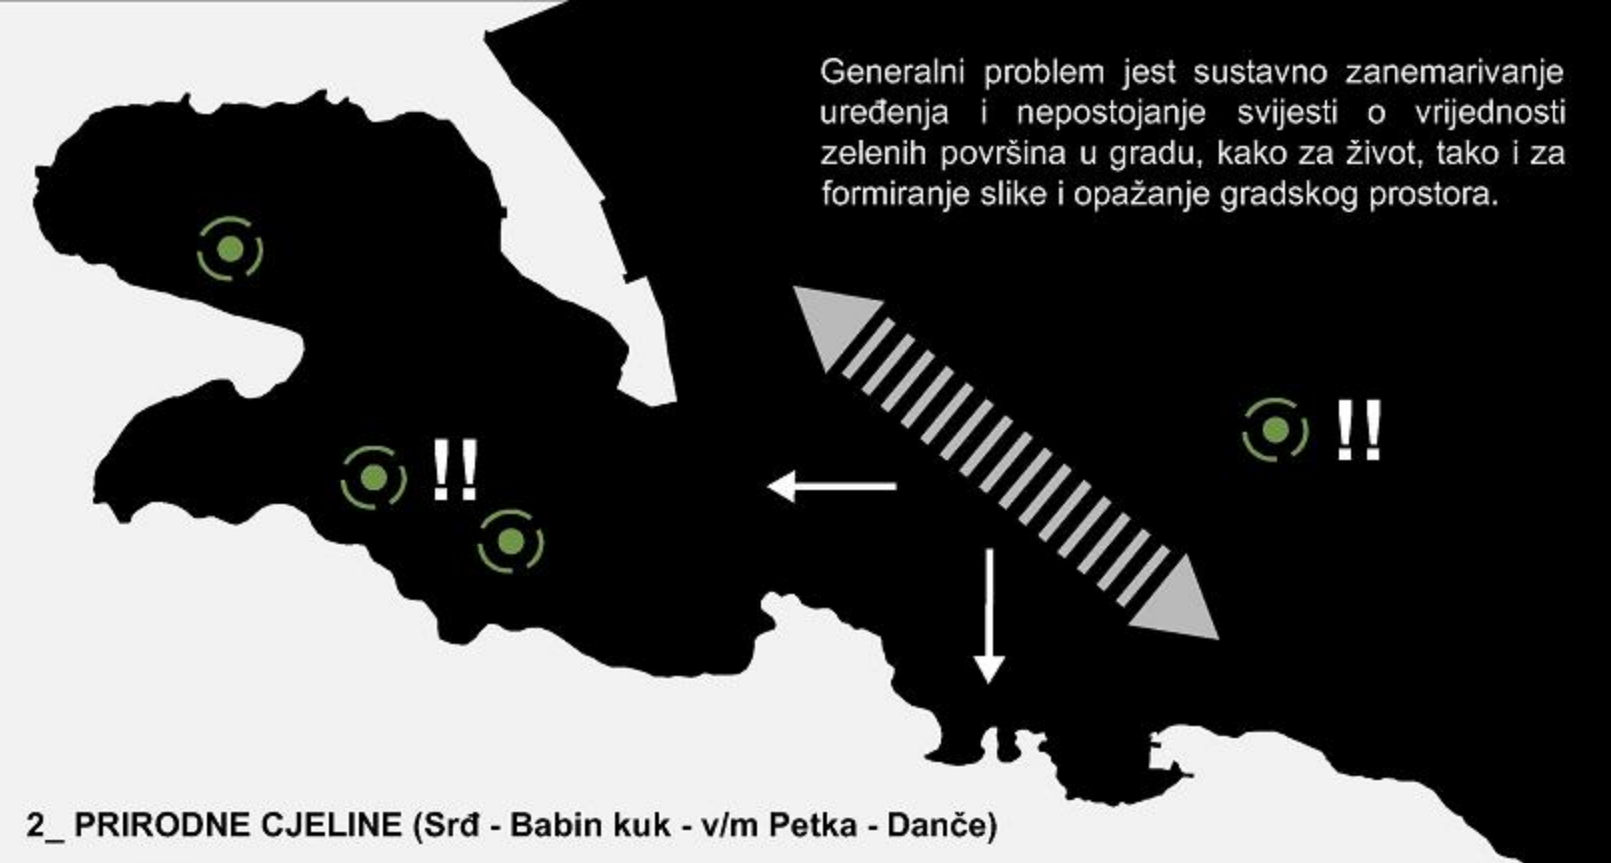 Generalni problem jest sustavno zanemarivanje
uređenja i nepostojanje svijesti o vrijednosti
zelenih površina u gradu, kako za život, tako i za
formiranje slike i opažanje gradskog prostora.
!!
!!
2_ PRIRODNE CJELINE (Srđ - Babin kuk - v/m Petka - Danče)